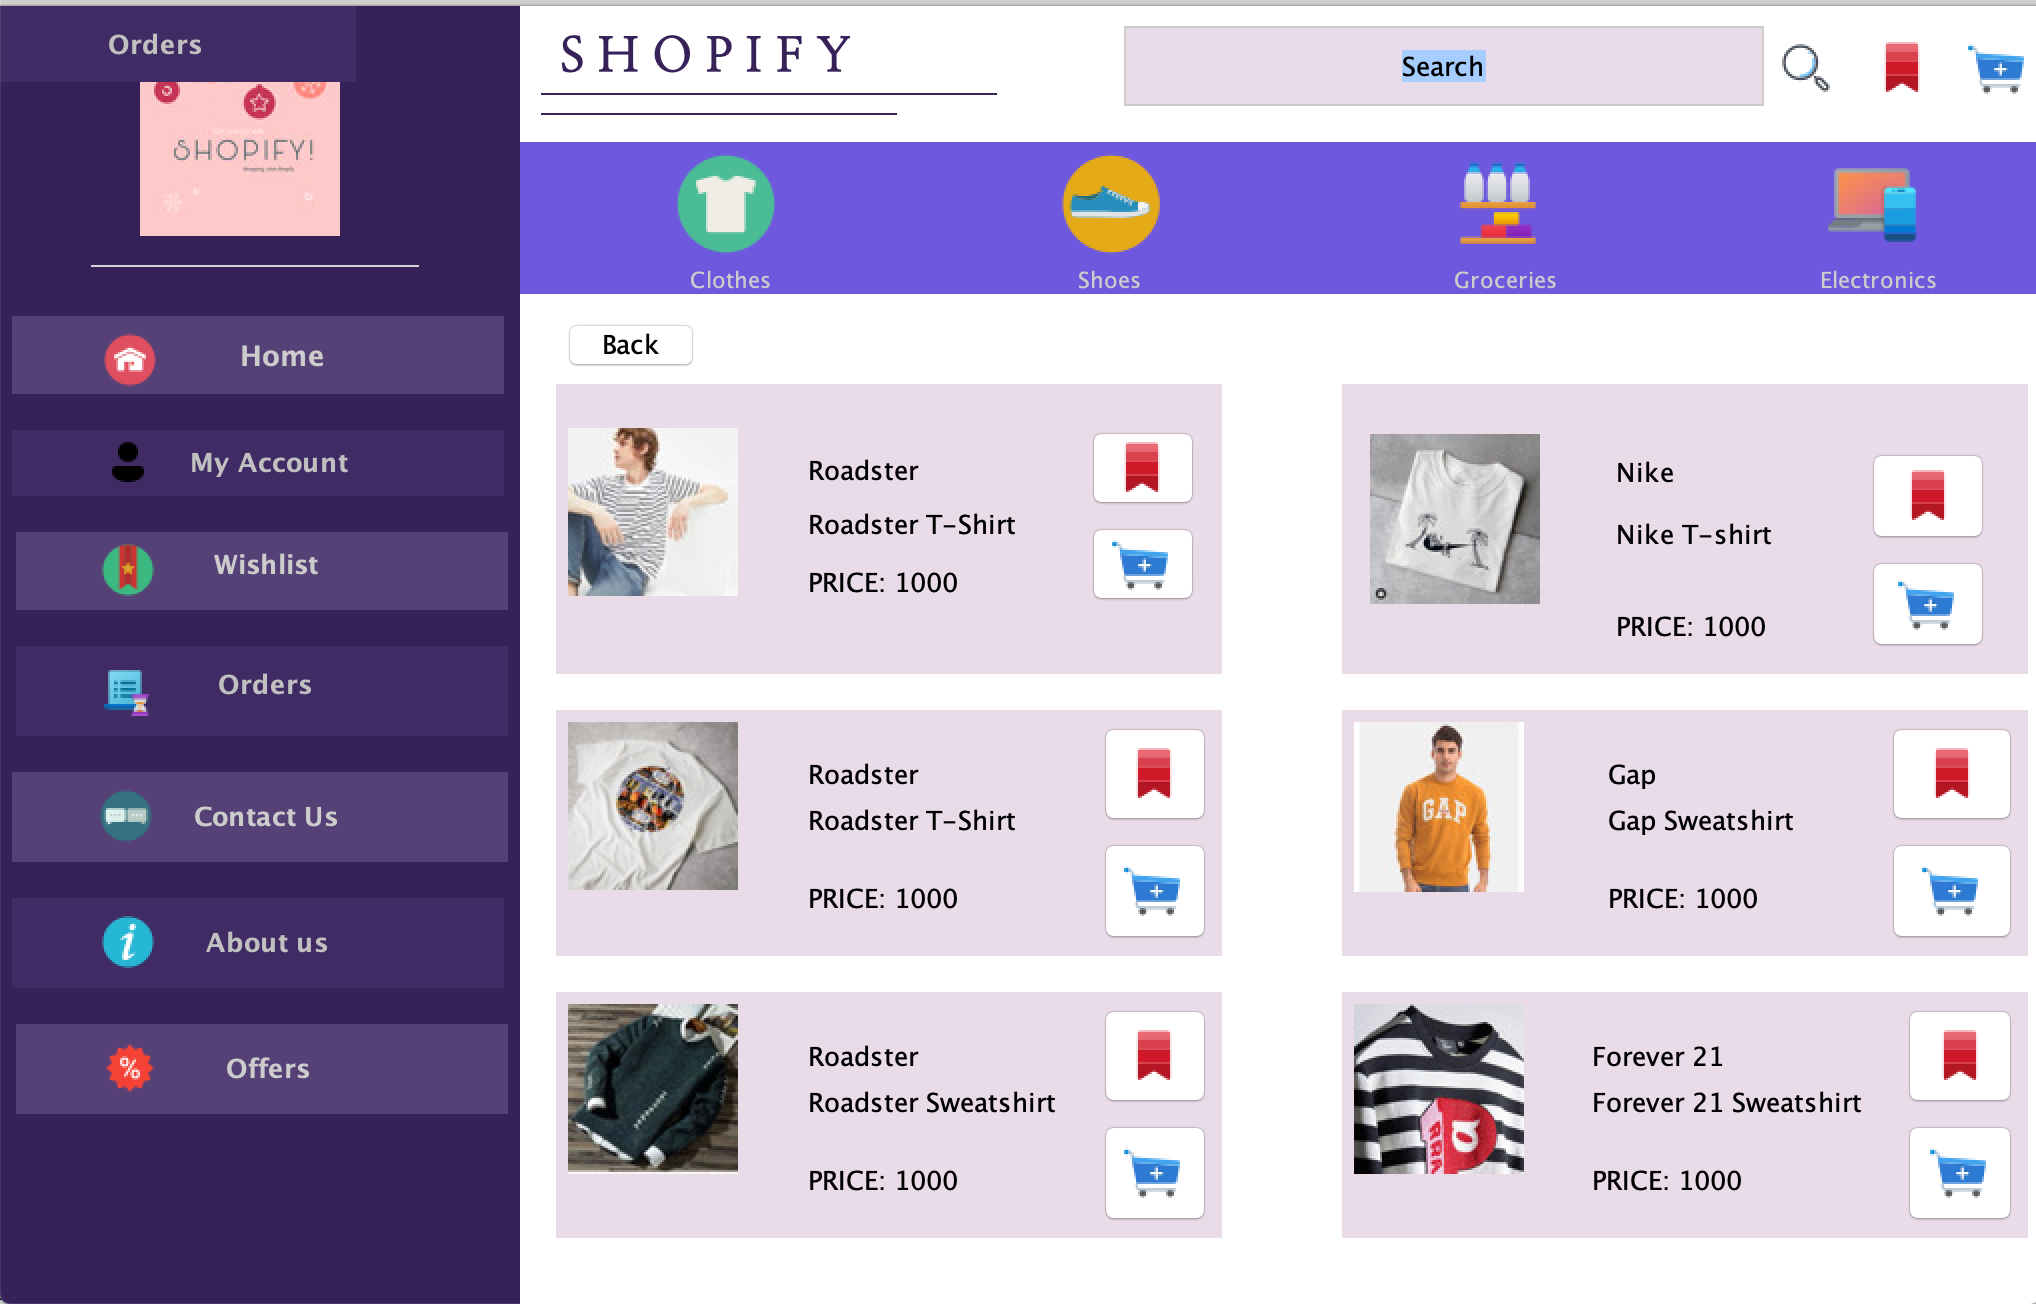 Orders
SHOPIFY!
Home
My Account
Wishlist
Orders
Contact Us
About us
Offers
SHOPIFY
Search
Clothes
Shoes
Groceries
Electronics
Back
Roadster
Roadster T-Shirt
PRICE: 1000
Nike
Nike T-shirt
PRICE: 1000
Roadster
Roadster T-Shirt
PRICE: 1000
GAP
Gap
Gap Sweatshirt
PRICE: 1000
Roadster
Roadster Sweatshirt
PRICE: 1000
Forever 21
Forever 21 Sweatshirt
PRICE: 1000